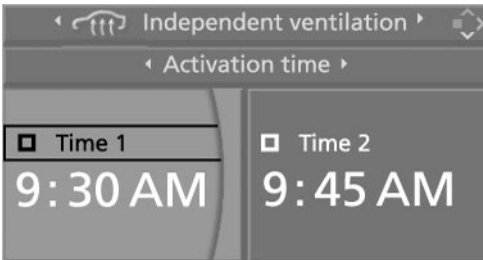 Independent ventilation
Activation time
Time 1
9:30 AM
Time 2
9:45 AM